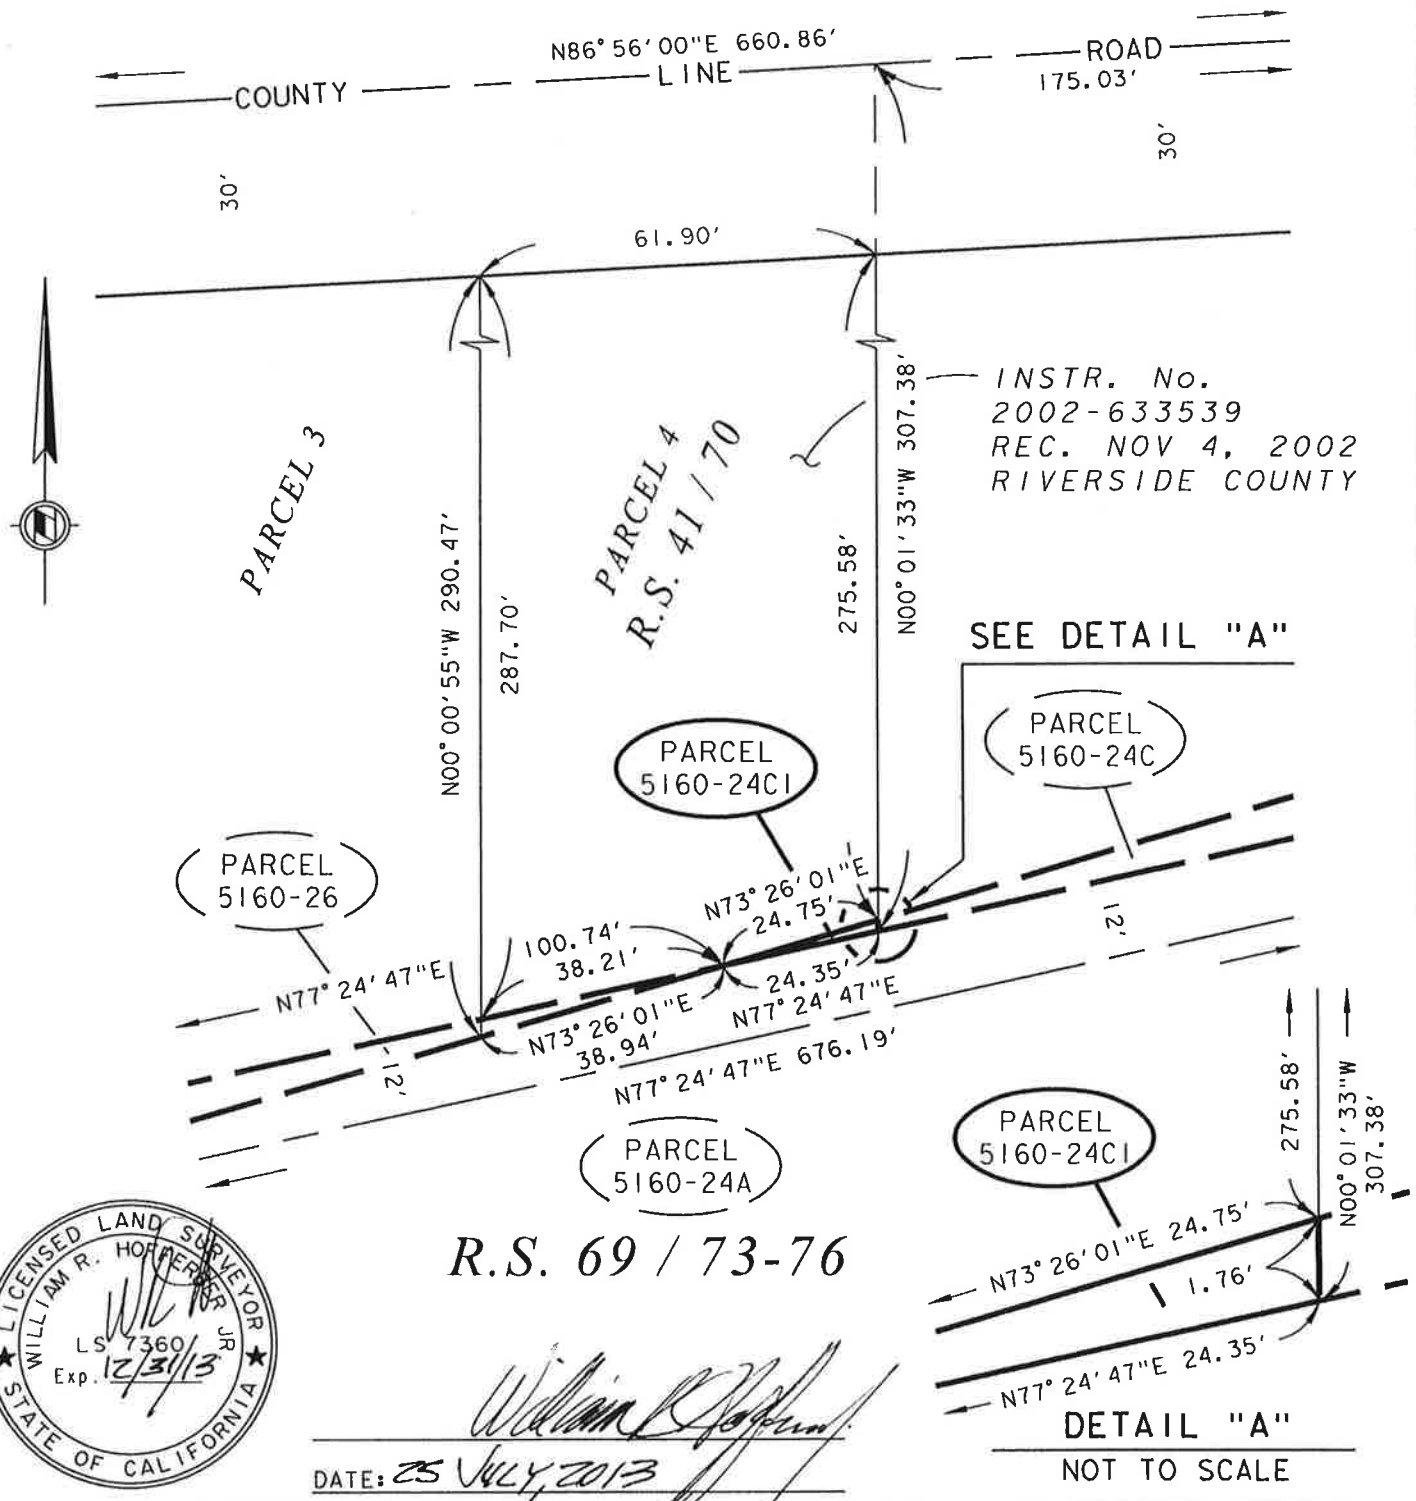 N86°56'00"E 660.86'
COUNTY LINE ROAD
175.03'
30'
30'
61.90'
INSTR. No.
2002-633539
REC. NOV 4, 2002
RIVERSIDE COUNTY
PARCEL 3
PARCEL 4
R.S. 41 / 70
N00°00'55"W 290.47'
287.70'
275.58'
N00°01'33"W 307.38'
SEE DETAIL "A"
PARCEL
5160-24C1
PARCEL
5160-24C
PARCEL
5160-26
N73°26'01"E
24.75'
100.74'
38.21'
N77°24'47"E
24.35'
N77°24'47"E
N73°26'01"E
38.94'
12'
12'
N77°24'47"E 676.19'
PARCEL
5160-24A
R.S. 69 / 73-76
PARCEL
5160-24C1
275.58'
N00°01'33"W
307.38'
N73°26'01"E 24.75'
1.76'
N77°24'47"E 24.35'
DETAIL "A"
NOT TO SCALE
LICENSED LAND SURVEYOR
WILLIAM R. HOFFERBER JR
LS 7360
Exp. 12/31/13
STATE OF CALIFORNIA
DATE: 25 JULY, 2013